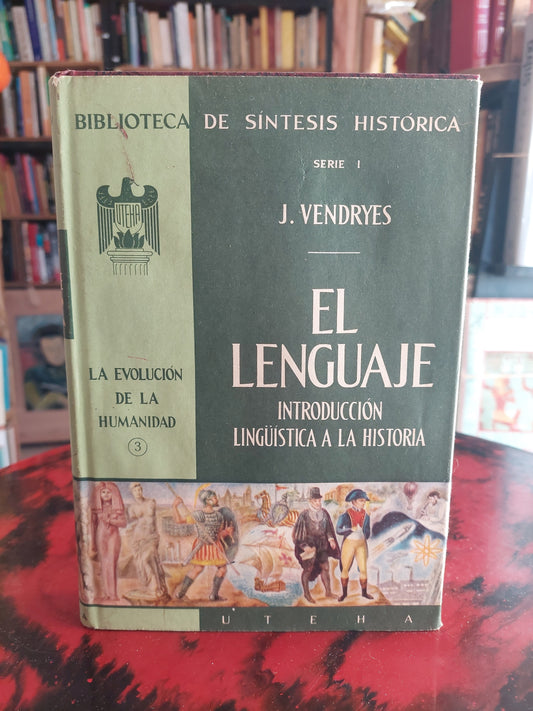 BIBLIOTECA DE SÍNTESIS HISTÓRICA
SERIE I
UTEHA
J. VENDRYES
EL
LENGUAJE
INTRODUCCIÓN
LINGÜÍSTICA A LA HISTORIA
LA EVOLUCIÓN
DE LA
HUMANIDAD
3
UTEHA